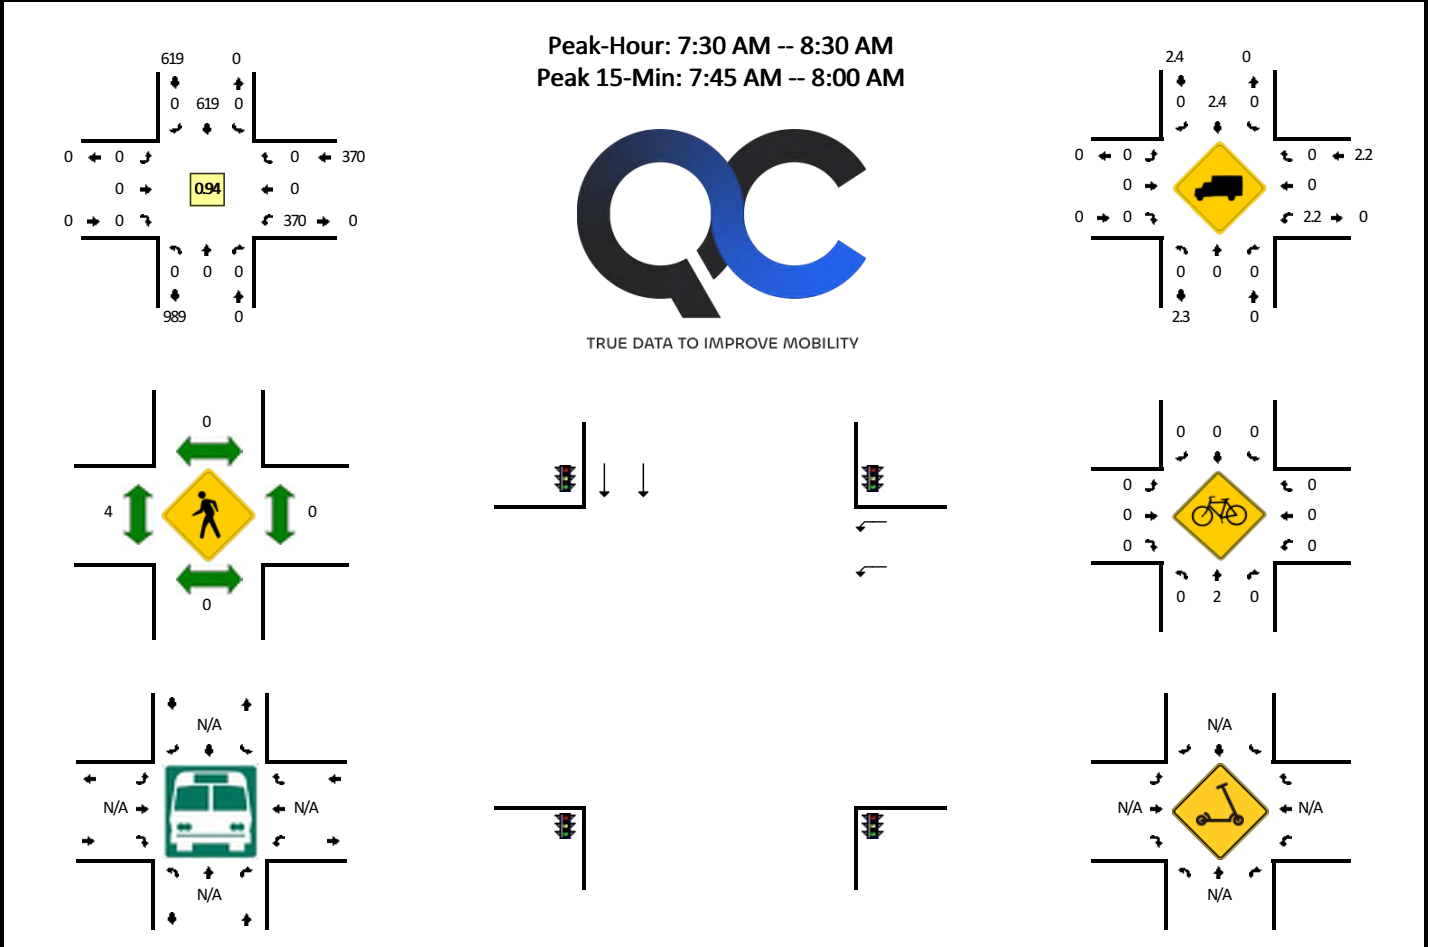 Peak-Hour: 7:30 AM -- 8:30 AM
Peak 15-Min: 7:45 AM -- 8:00 AM
619 0
0 619 0
0 0 0 370
0 0.94 0
0 0 370 0
0 0 0
989 0
QC
TRUE DATA TO IMPROVE MOBILITY
2.4 0
0 2.4 0
0 0 0 2.2
0 0
0 0 2.2 0
0 0 0
2.3 0
0
4 0
0
0 0 0
0 0
0 0
0 0
0 2 0
N/A
N/A N/A
N/A
N/A
N/A N/A
N/A